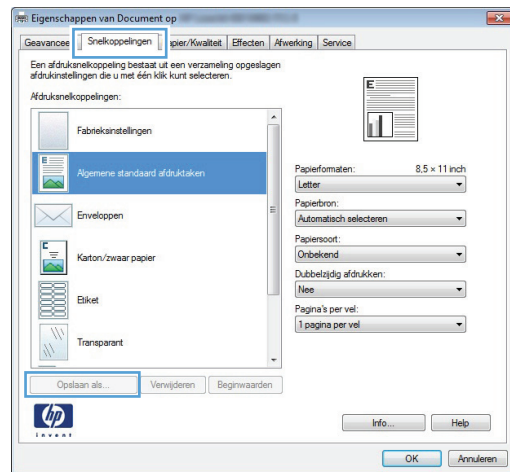 Eigenschappen van Document op
Geavanceer Snelkoppelingen apier/Kwaliteit Effecten Afwerking Service
Een afdruksnelkoppeling bestaat uit een verzameling opgeslagen
afdrukinstellingen die u met één klik kunt selecteren.
Afdruksnelkoppelingen:
Fabrieksinstellingen
Algemene standaard afdruktaken
Enveloppen
Karton/zwaar papier
Etiket
Transparant
Opslaan als... Verwijderen Beginwaarden
E
Papierformaten: 8,5 × 11 inch
Letter
Papierbron:
Automatisch selecteren
Papiersoort:
Onbekend
Dubbelzijdig afdrukken:
Nee
Pagina's per vel:
1 pagina per vel
hp
invent
Info... Help
OK Annuleren